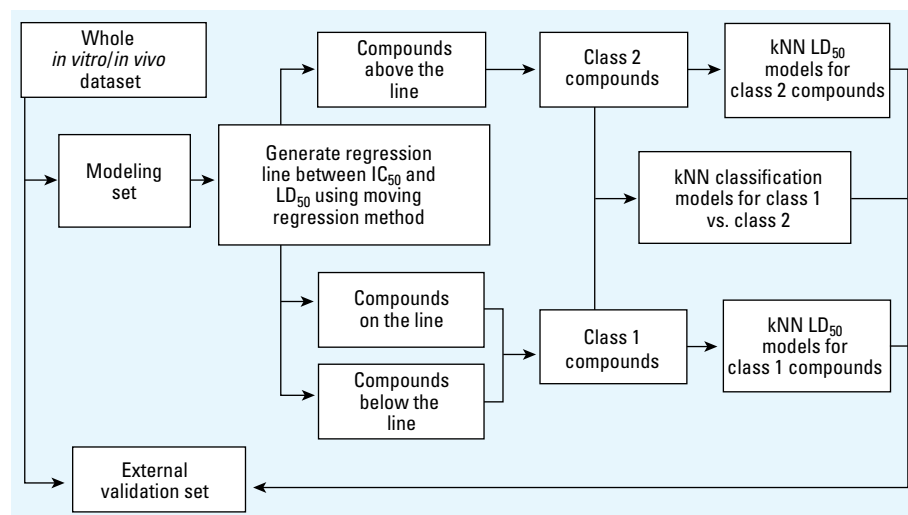 Whole
in vitro/in vivo
dataset
Modeling
set
Generate regression
line between IC50 and
LD50 using moving
regression method
Compounds
above the
line
Compounds
on the line
Compounds
below the
line
Class 2
compounds
Class 1
compounds
kNN LD50
models for
class 2 compounds
kNN classification
models for class 1
vs. class 2
kNN LD50
models for
class 1 compounds
External
validation set